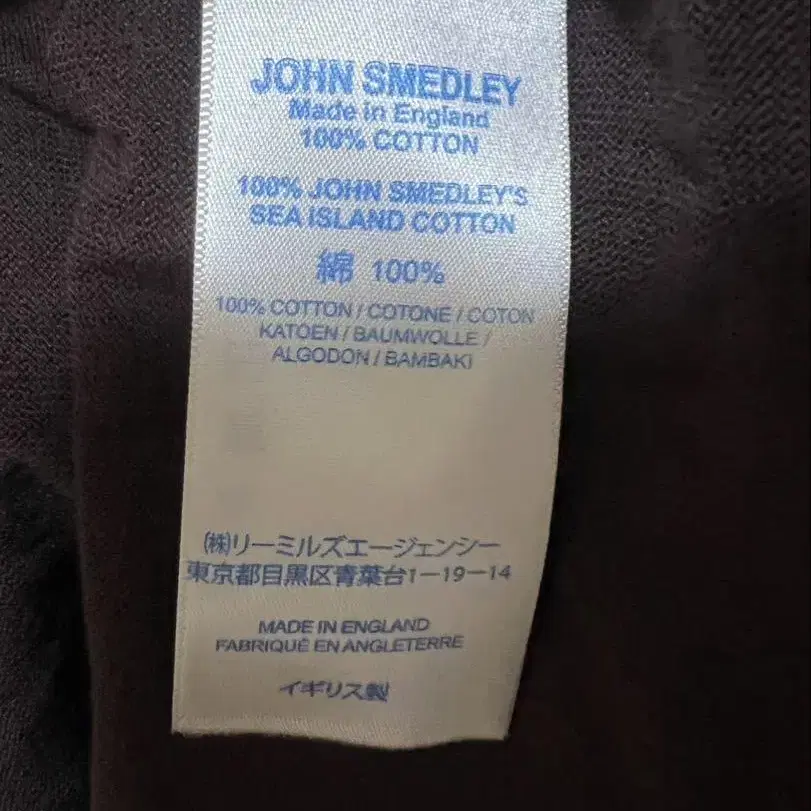 JOHN SMEDLEY
Made in England
100% COTTON
100% JOHN SMEDLEY'S
SEA ISLAND COTTON
綿 100%
100% COTTON / COTONE / COTON
KATOEN / BAUMWOLLE /
ALGODON / BAMBAKI
(株)リーミルズエージェンシー
東京都目黒区青葉台1-19-14
MADE IN ENGLAND
FABRIQUÉ EN ANGLETERRE
イギリス製